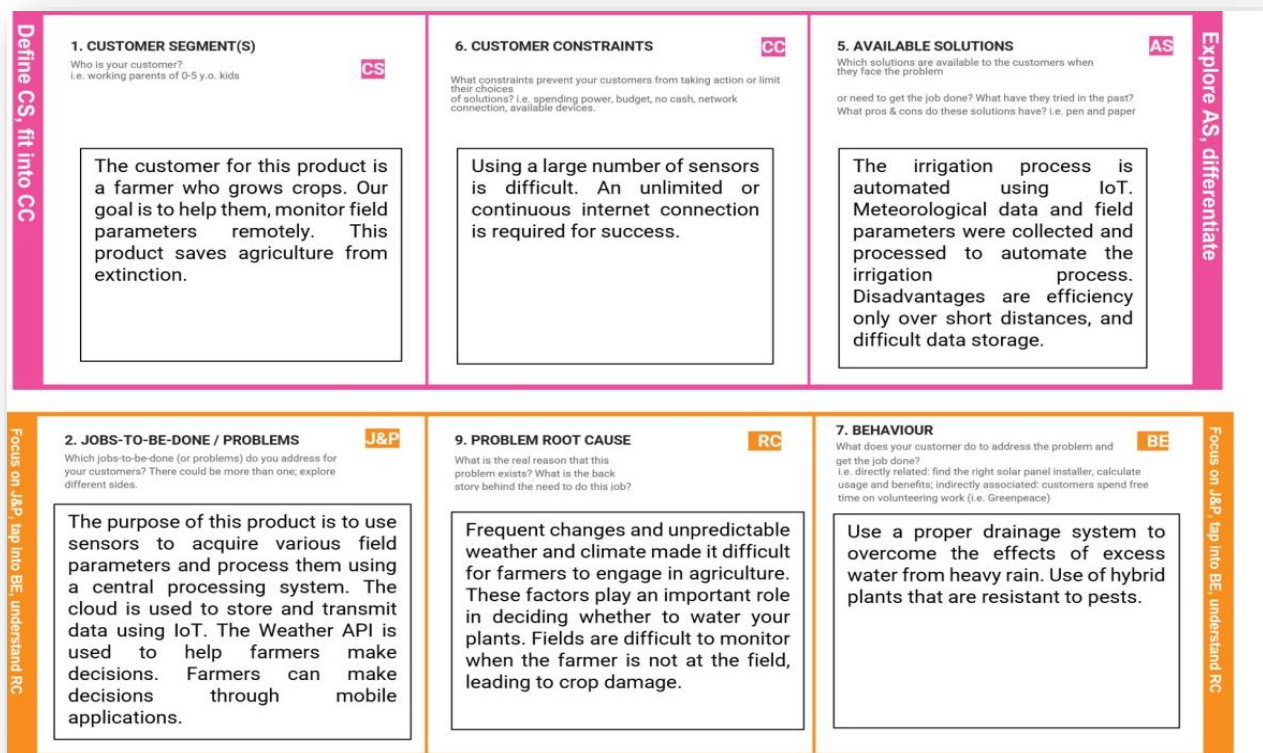 Define CS, fit into CC
1. CUSTOMER SEGMENT(S)
Who is your customer?
i.e. working parents of 0-5 y.o. kids
CS
The customer for this product is
a farmer who grows crops. Our
goal is to help them, monitor field
parameters remotely. This
product saves agriculture from
extinction.
6. CUSTOMER CONSTRAINTS
CC
What constraints prevent your customers from taking action or limit
their choices
of solutions? i.e. spending power, budget, no cash, network
connection, available devices.
Using a large number of sensors
is difficult. An unlimited or
continuous internet connection
is required for success.
5. AVAILABLE SOLUTIONS
AS
Which solutions are available to the customers when
they face the problem
or need to get the job done? What have they tried in the past?
What pros & cons do these solutions have? i.e. pen and paper
The irrigation process is
automated using IoT.
Meteorological data and field
parameters were collected and
processed to automate the
irrigation process.
Disadvantages are efficiency
only over short distances, and
difficult data storage.
Explore AS, differentiate
Focus on J&P, tap into BE, understand RC
2. JOBS-TO-BE-DONE / PROBLEMS
J&P
Which jobs-to-be-done (or problems) do you address for
your customers? There could be more than one; explore
different sides.
The purpose of this product is to use
sensors to acquire various field
parameters and process them using
a central processing system. The
cloud is used to store and transmit
data using IoT. The Weather API is
used to help farmers make
decisions. Farmers can make
decisions through mobile
applications.
9. PROBLEM ROOT CAUSE
RC
What is the real reason that this
problem exists? What is the back
story behind the need to do this job?
Frequent changes and unpredictable
weather and climate made it difficult
for farmers to engage in agriculture.
These factors play an important role
in deciding whether to water your
plants. Fields are difficult to monitor
when the farmer is not at the field,
leading to crop damage.
7. BEHAVIOUR
BE
What does your customer do to address the problem and
get the job done?
i.e. directly related: find the right solar panel installer, calculate
usage and benefits; indirectly associated: customers spend free
time on volunteering work (i.e. Greenpeace)
Use a proper drainage system to
overcome the effects of excess
water from heavy rain. Use of hybrid
plants that are resistant to pests.
Focus on J&P, tap into BE, understand RC